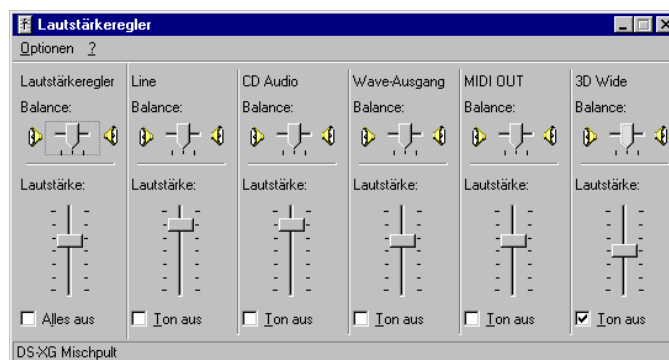 Lautstärkeregler
Optionen ?
Lautstärkeregler Line CD Audio Wave-Ausgang MIDI OUT 3D Wide
Balance: Balance: Balance: Balance: Balance: Balance:
Lautstärke: Lautstärke: Lautstärke: Lautstärke: Lautstärke: Lautstärke:
Alles aus Ton aus Ton aus Ton aus Ton aus Ton aus
DS-XG Mischpult